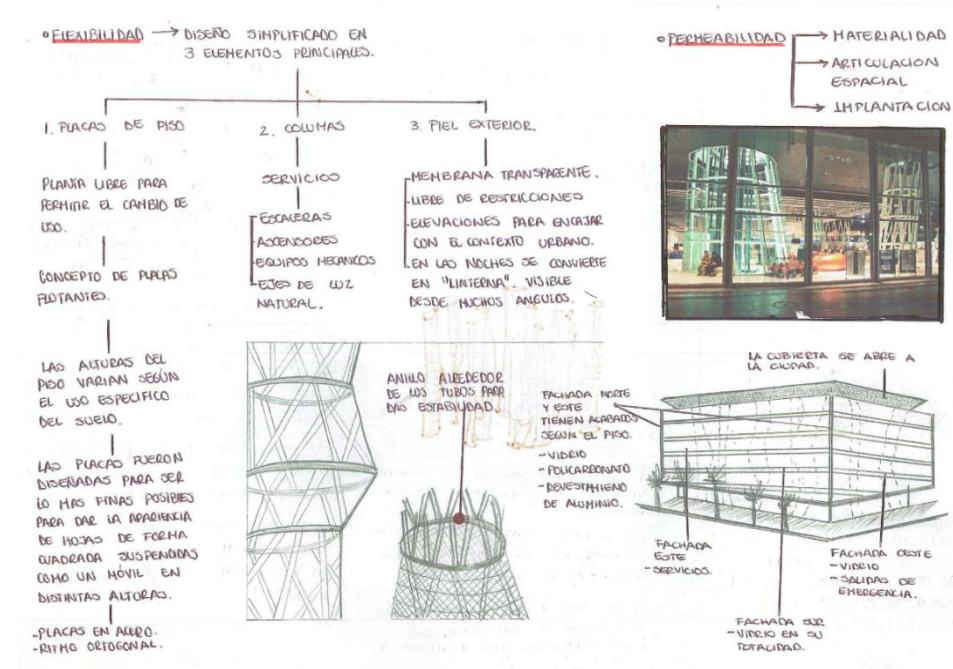 • FLEXIBILIDAD → DISEÑO SIMPLIFICADO EN
3 ELEMENTOS PRINCIPALES.
1. PLACAS DE PISO
PLANTA LIBRE PARA
PERMITIR EL CAMBIO DE
USO.
CONCEPTO DE PLACAS
FLOTANTES.
LAS ALTURAS DEL
PISO VARIAN SEGÚN
EL USO ESPECÍFICO
DEL SUELO.
LAS PLACAS FUERON
DISEÑADAS PARA SER
LO MAS FINAS POSIBLES
PARA DAR LA APARIENCIA
DE HOJAS DE FORMA
CUADRADA SUSPENDIDAS
COMO UN MÓVIL EN
DISTINTAS ALTURAS.
-PLACAS EN ACERO.
-RITMO ORTOGONAL.
2. COLUMAS
SERVICIOS
-ESCALERAS
-ASCENSORES
-EQUIPOS MECANICOS
-EJES DE LUZ
NATURAL.
3. PIEL EXTERIOR.
-MEMBRANA TRANSPARENTE.
-LIBRE DE RESTRICCIONES
-ELEVACIONES PARA ENCAJAR
CON EL CONTEXTO URBANO.
-EN LAS NOCHES SE CONVIERTE
EN "LINTERNA". VISIBLE
DESDE MUCHOS ANGULOS.
ANILLO ALREDEDOR
DE LOS TUBOS PARA
DAS ESTABILIDAD.
• PERMEABILIDAD
→ MATERIALIDAD
→ ARTICULACION
ESPACIAL
→ IMPLANTACION
LA CUBIERTA SE ABRE A
LA CIUDAD.
FACHADA NORTE
Y ESTE
TIENEN ACABADOS
SEGÚN EL PISO.
- VIDRIO
- POLICARBONATO
- REVESTIMIENO
DE ALUMINIO.
FACHADA
ESTE
- SERVICIOS.
FACHADA OESTE
- VIDRIO
- SALIDAS DE
EMERGENCIA.
FACHADA SUR
- VIDRIO EN SU
TOTALIDAD.